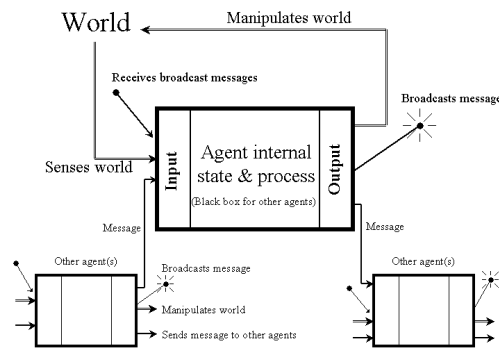 World
Manipulates world
Receives broadcast messages
Broadcasts message
Senses world
Input
Agent internal
state & process
(Black box for other agents)
Output
Message
Message
Other agent(s)
Broadcasts message
Manipulates world
Sends message to other agents
Other agent(s)